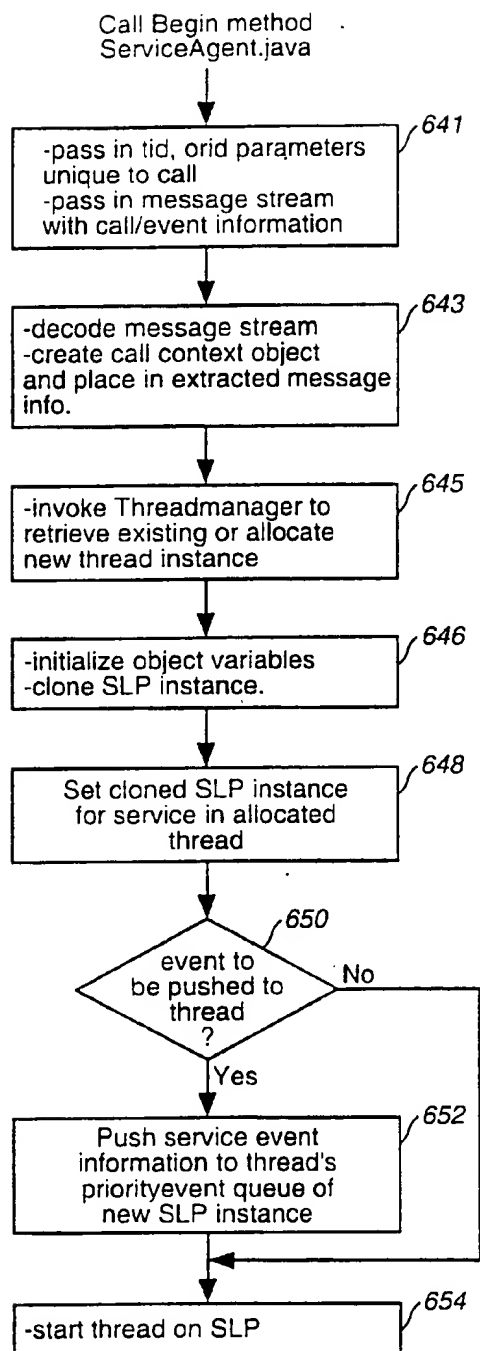 Call Begin method
ServiceAgent.java
641
-pass in tid, orid parameters
unique to call
-pass in message stream
with call/event information
643
-decode message stream
-create call context object
and place in extracted message
info.
645
-invoke Threadmanager to
retrieve existing or allocate
new thread instance
646
-initialize object variables
-clone SLP instance.
648
Set cloned SLP instance
for service in allocated
thread
650
event to
be pushed to
thread
?
No
Yes
652
Push service event
information to thread's
priorityevent queue of
new SLP instance
654
-start thread on SLP